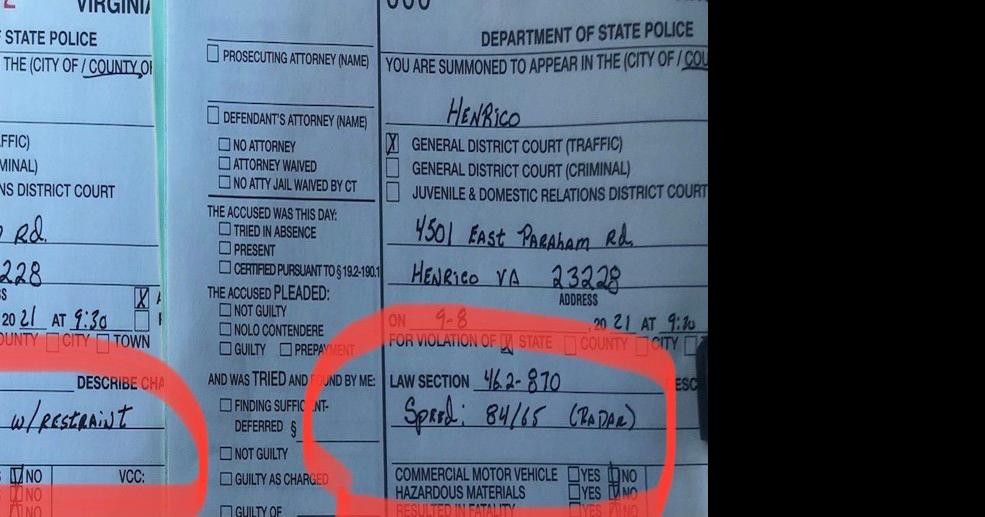 VIRGINIA
STATE POLICE
THE (CITY OF / COUNTY OF
NS DISTRICT COURT
Rd.
228
20 21 AT 9:30
CITY TOWN
DESCRIBE CHA
w/RESTRAINT
NO VCC:
NO
NO
PROSECUTING ATTORNEY (NAME)
DEFENDANT'S ATTORNEY (NAME)
NO ATTORNEY
ATTORNEY WAIVED
NO ATTY JAIL WAIVED BY CT
THE ACCUSED WAS THIS DAY:
TRIED IN ABSENCE
PRESENT
CERTIFIED PURSUANT TO § 19.2-190.1
THE ACCUSED PLEADED:
NOT GUILTY
NOLO CONTENDERE
GUILTY PREPAYMENT
AND WAS TRIED AND FOUND BY ME:
FINDING SUFFICIENT-
DEFERRED §
NOT GUILTY
GUILTY AS CHARGED
GUILTY OF
DEPARTMENT OF STATE POLICE
YOU ARE SUMMONED TO APPEAR IN THE (CITY OF / COU
HENRICO
X GENERAL DISTRICT COURT (TRAFFIC)
GENERAL DISTRICT COURT (CRIMINAL)
JUVENILE & DOMESTIC RELATIONS DISTRICT COURT
4501 EAST PARAHAM Rd.
HENRICO VA 23228
ADDRESS
ON 9-8 , 20 21 AT 9:30
FOR VIOLATION OF X STATE COUNTY CITY
LAW SECTION 46.2-870 ESC
SPEED: 84/65 (RADAR)
COMMERCIAL MOTOR VEHICLE YES NO
HAZARDOUS MATERIALS YES NO
RESULTED IN FATALITY YES NO